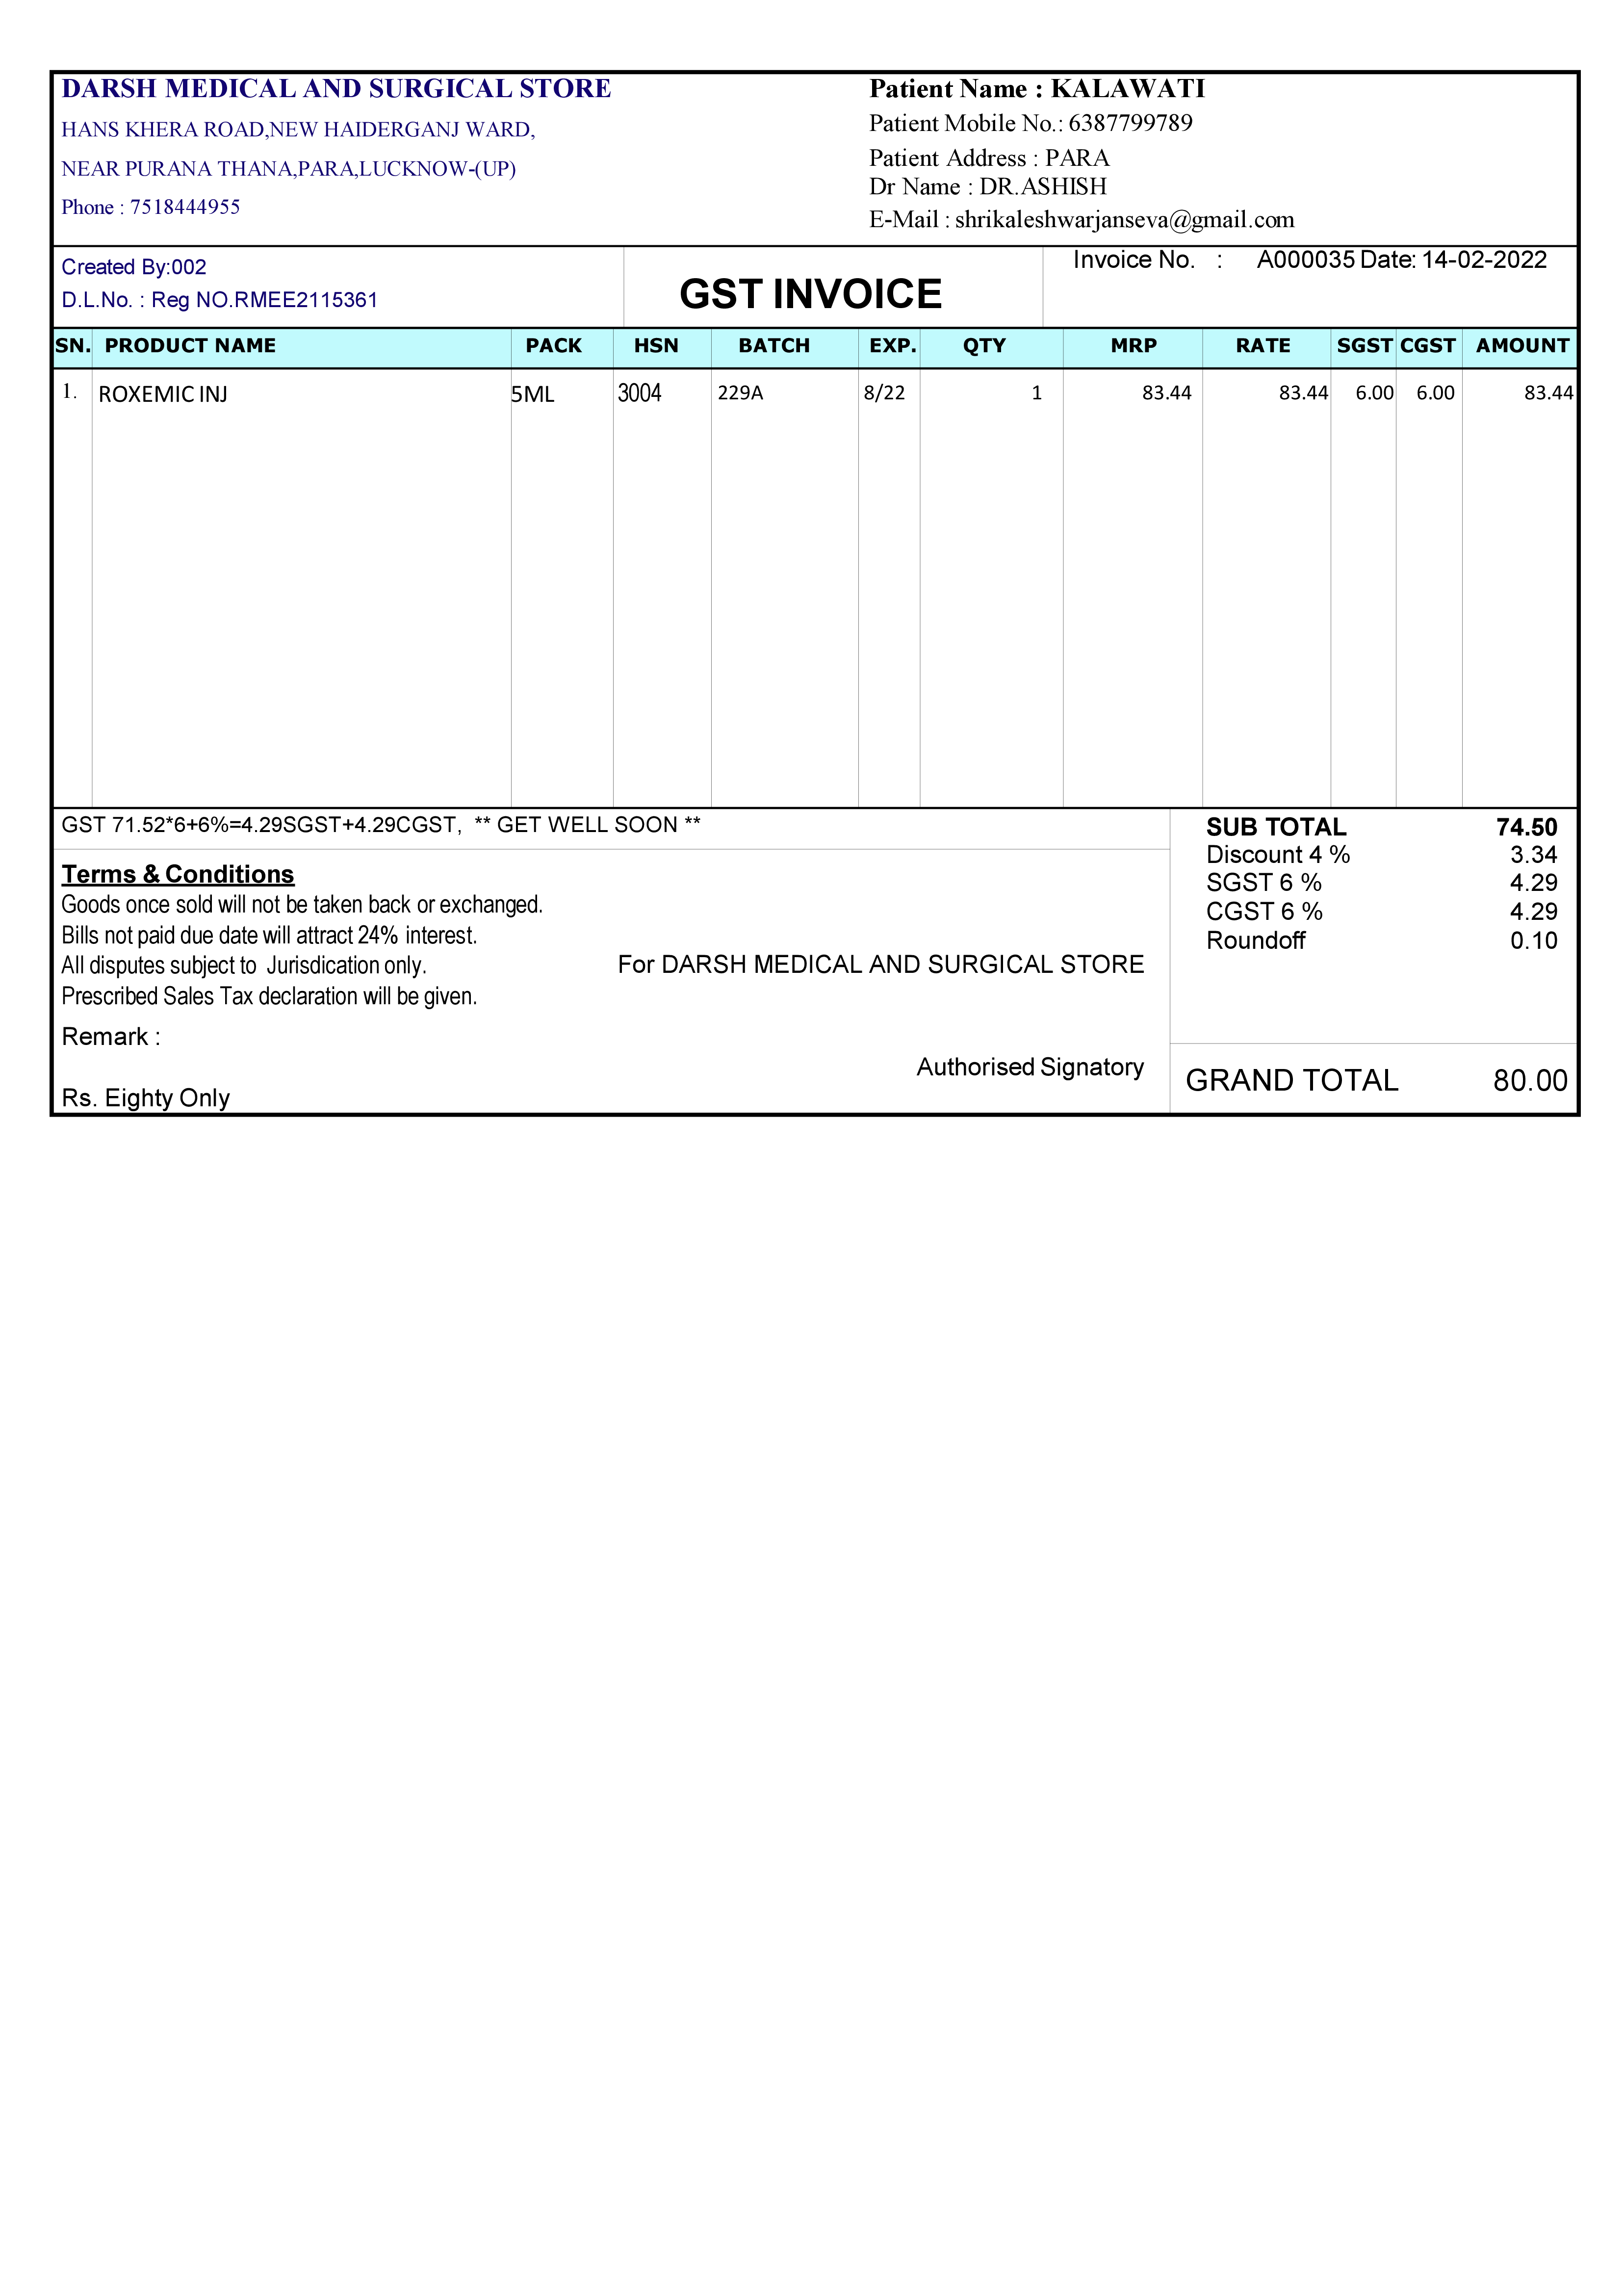 DARSH MEDICAL AND SURGICAL STORE
HANS KHERA ROAD,NEW HAIDERGANJ WARD,
NEAR PURANA THANA,PARA,LUCKNOW-(UP)
Phone : 7518444955
Patient Name : KALAWATI
Patient Mobile No.: 6387799789
Patient Address : PARA
Dr Name : DR.ASHISH
E-Mail : shrikaleshwarjanseva@gmail.com
Created By:002
D.L.No. : Reg NO.RMEE2115361
GST INVOICE
Invoice No. : A000035 Date: 14-02-2022
SN. PRODUCT NAME PACK HSN BATCH EXP. QTY MRP RATE SGST CGST AMOUNT
1. ROXEMIC INJ 5ML 3004 229A 8/22 1 83.44 83.44 6.00 6.00 83.44
GST 71.52*6+6%=4.29SGST+4.29CGST, ** GET WELL SOON **
Terms & Conditions
Goods once sold will not be taken back or exchanged.
Bills not paid due date will attract 24% interest.
All disputes subject to Jurisdication only.
Prescribed Sales Tax declaration will be given.
Remark :
Rs. Eighty Only
For DARSH MEDICAL AND SURGICAL STORE
Authorised Signatory
SUB TOTAL 74.50
Discount 4 % 3.34
SGST 6 % 4.29
CGST 6 % 4.29
Roundoff 0.10
GRAND TOTAL 80.00